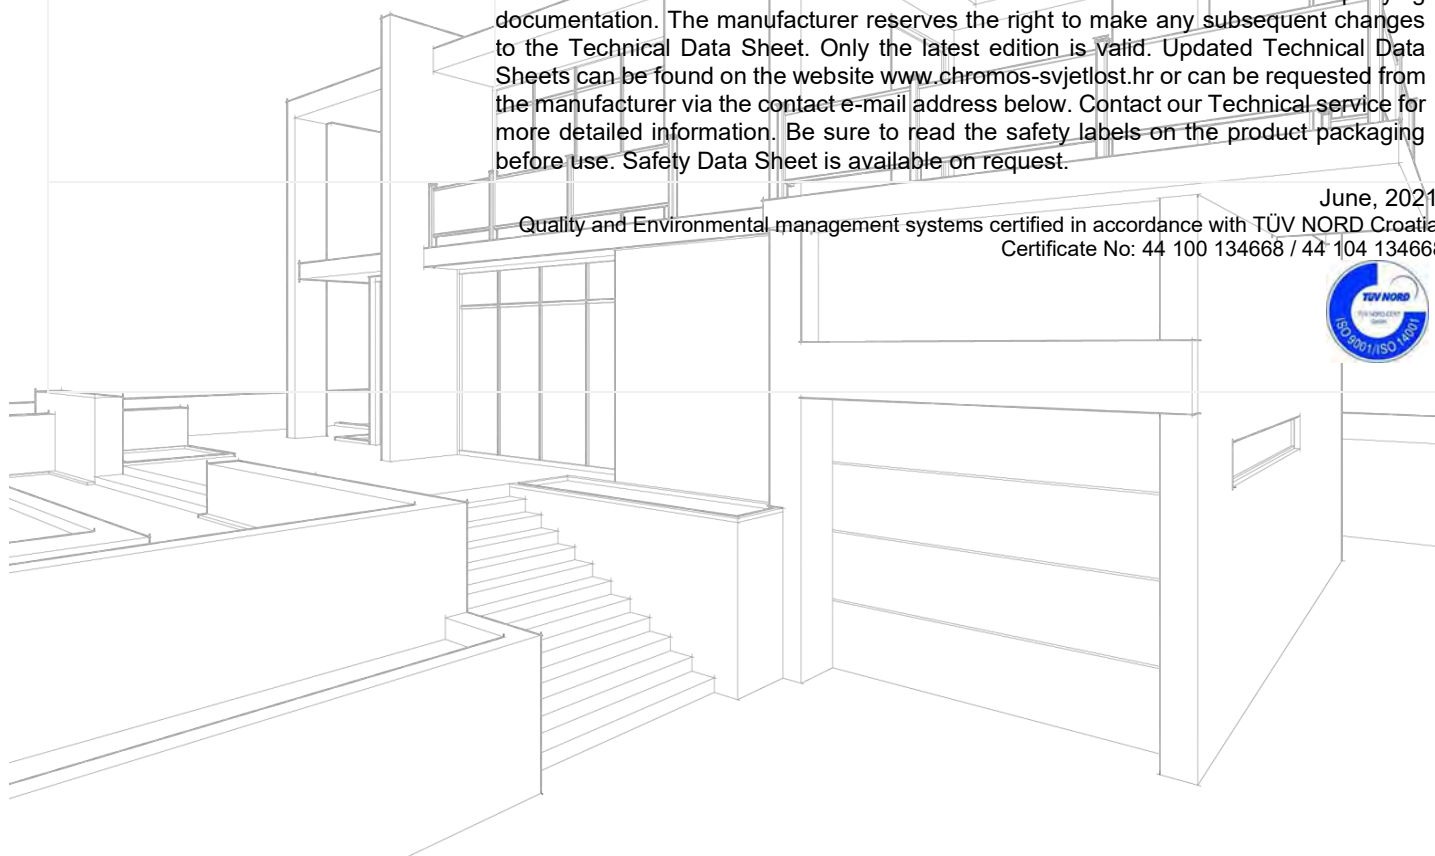 documentation. The manufacturer reserves the right to make any subsequent changes
to the Technical Data Sheet. Only the latest edition is valid. Updated Technical Data
Sheets can be found on the website www.chromos-svjetlost.hr or can be requested from
the manufacturer via the contact e-mail address below. Contact our Technical service for
more detailed information. Be sure to read the safety labels on the product packaging
before use. Safety Data Sheet is available on request.
June, 2021
Quality and Environmental management systems certified in accordance with TÜV NORD Croatia
Certificate No: 44 100 134668 / 44 104 134668
TÜV NORD
ISO 9001/ISO 14001